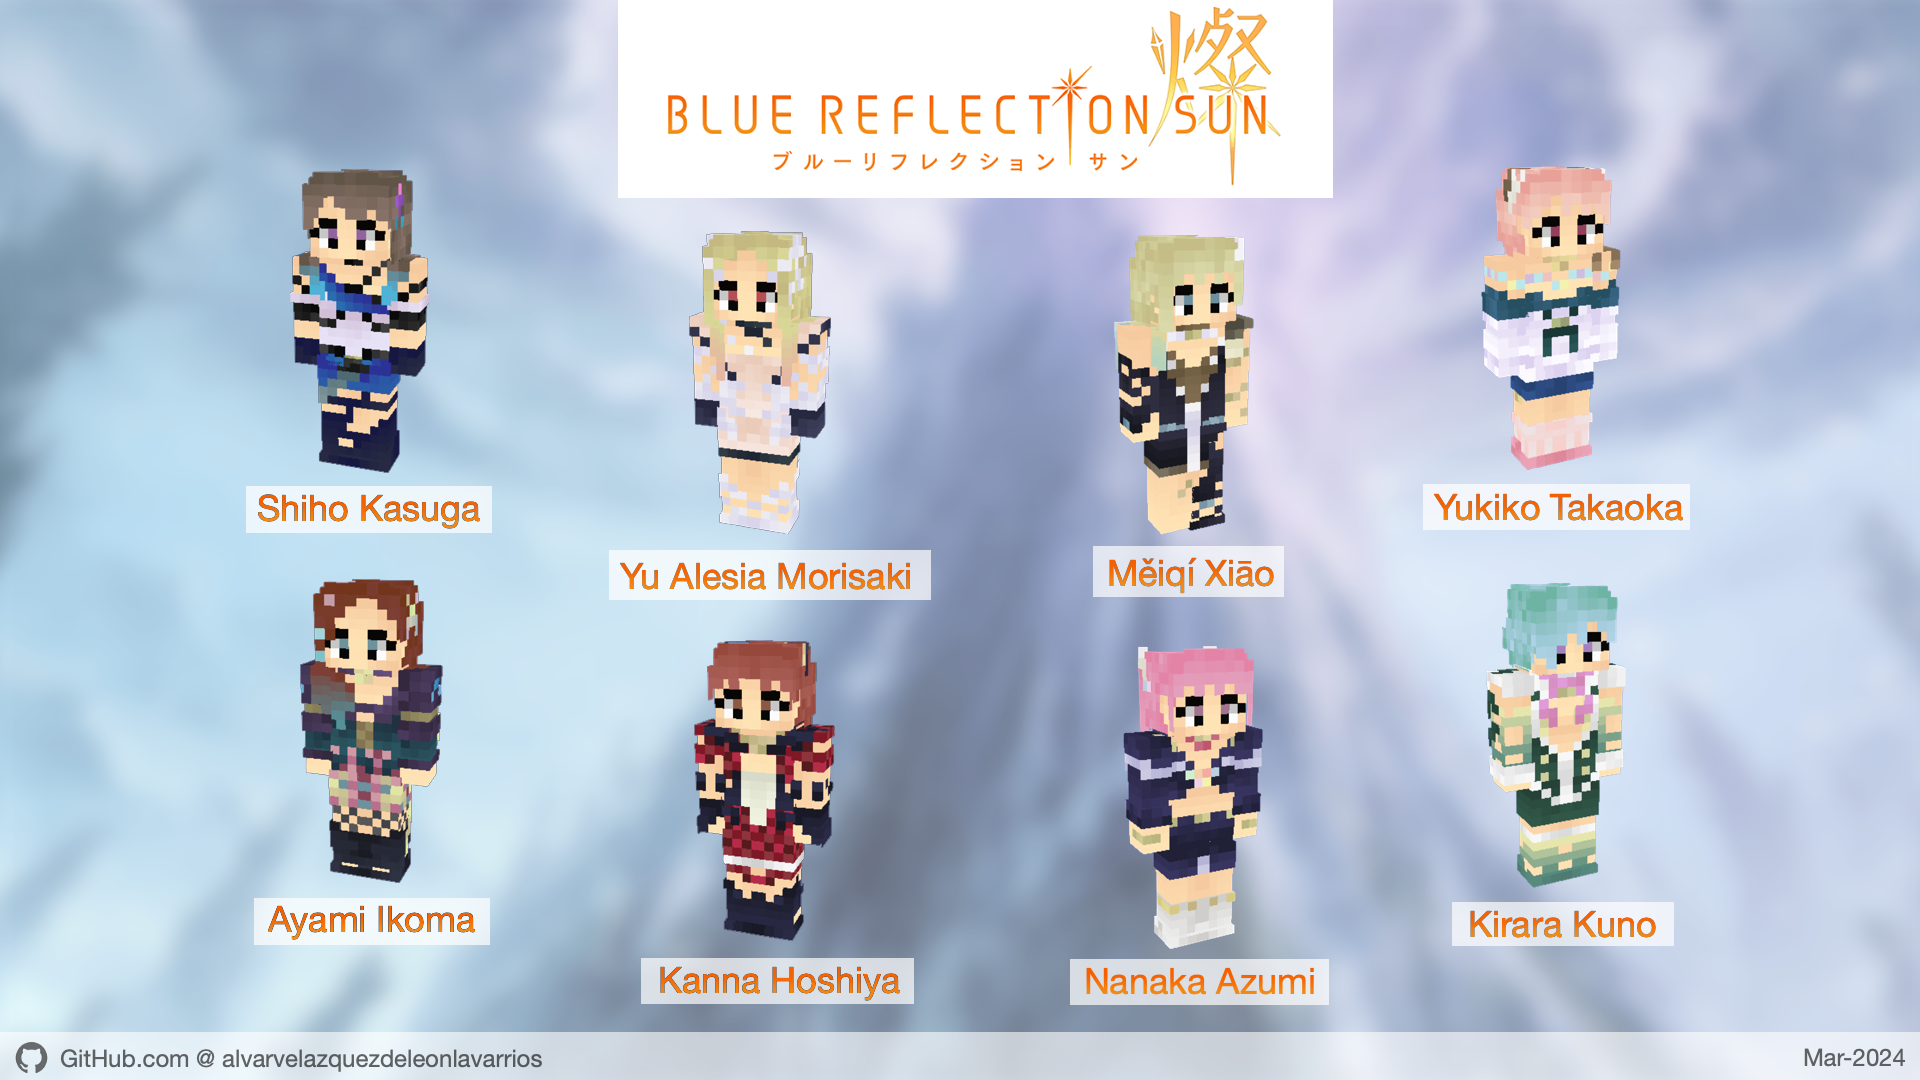 燦
BLUE REFLECTION SUN
ブルーリフレクション サン
Shiho Kasuga
Yu Alesia Morisaki
Měiqí Xiāo
Yukiko Takaoka
Ayami Ikoma
Kanna Hoshiya
Nanaka Azumi
Kirara Kuno
GitHub.com @ alvarvelazquezdeleonlavarrios
Mar-2024